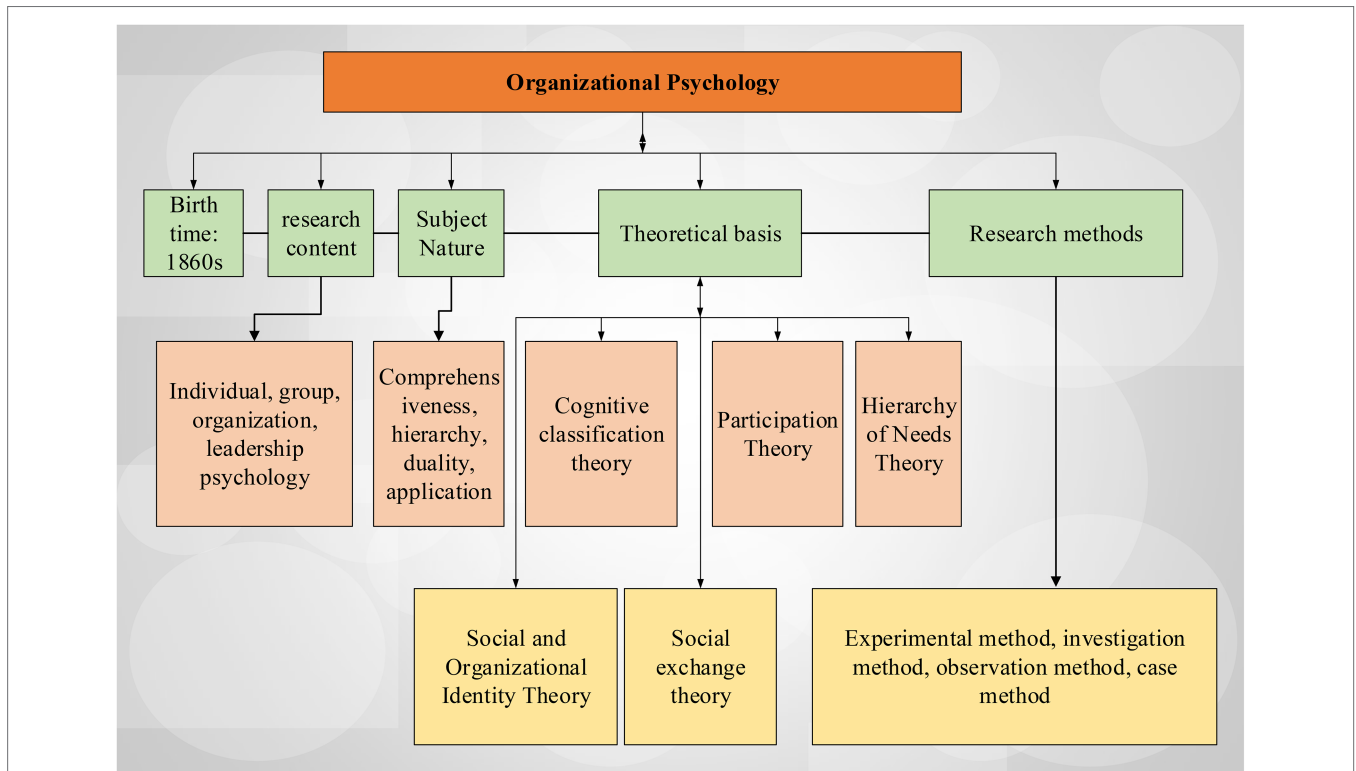 Organizational Psychology
Birth
time:
1860s
research
content
Subject
Nature
Theoretical basis
Research methods
Individual, group,
organization,
leadership
psychology
Comprehens
iveness,
hierarchy,
duality,
application
Cognitive
classification
theory
Participation
Theory
Hierarchy
of Needs
Theory
Social and
Organizational
Identity Theory
Social
exchange
theory
Experimental method, investigation
method, observation method, case
method